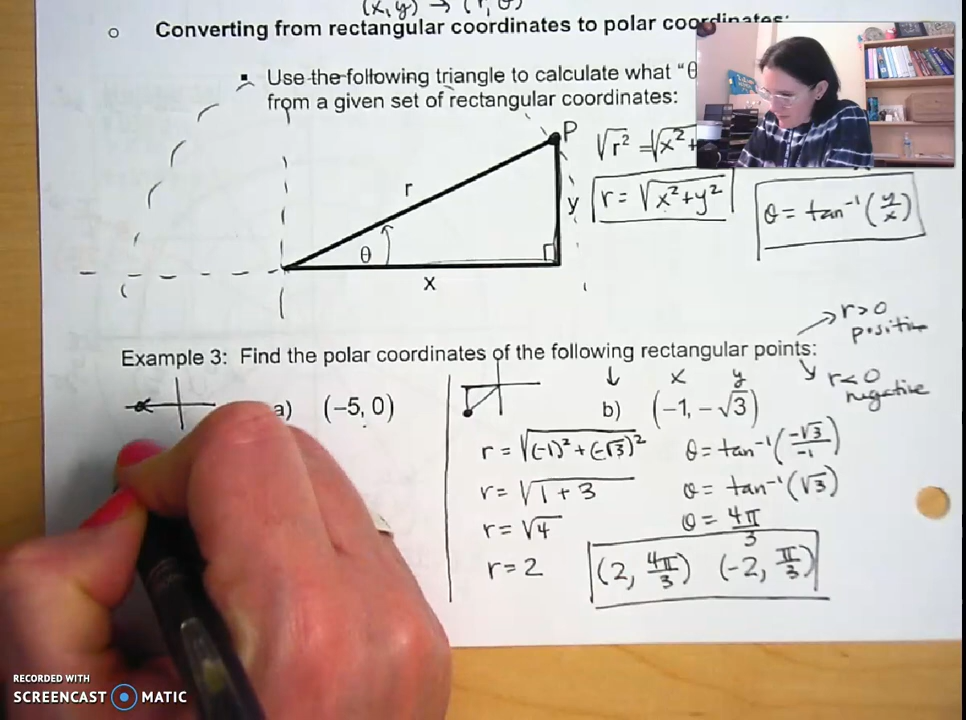 (x,y) → (r, θ)
o Converting from rectangular coordinates to polar coordinates:
▪ Use the following triangle to calculate what “θ
from a given set of rectangular coordinates:
P
√r² = √x²+
r
y
r = √x²+y²
θ = tan⁻¹(y/x)
θ
x
r>0
positive
Example 3: Find the polar coordinates of the following rectangular points:
r<0
negative
a) (−5, 0)
x y
b) (-1, -√3)
r = √(-1)²+(-√3)² θ = tan⁻¹(-√3/-1)
r = √1+3 θ = tan⁻¹(√3)
r = √4 θ = 4π/3
r = 2 (2, 4π/3) (-2, π/3)
RECORDED WITH
SCREENCAST MATIC